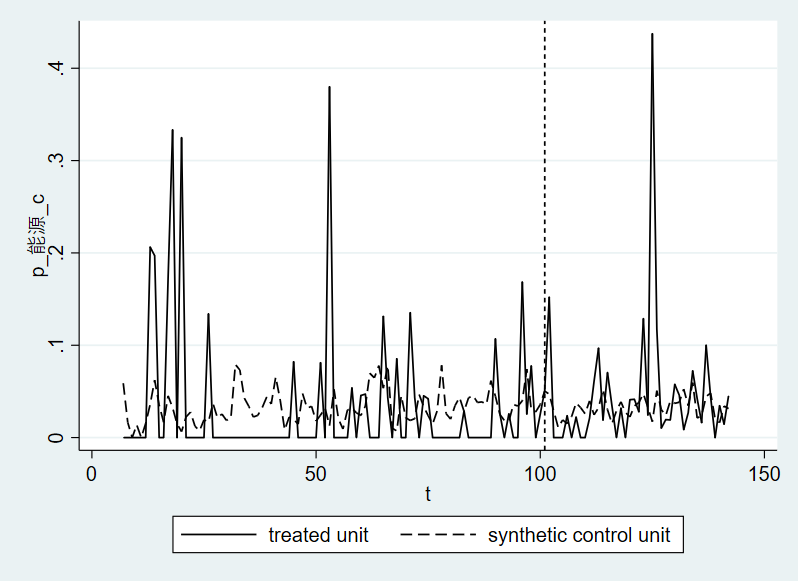 p_能源_c
.4
.3
.2
.1
0
0
50
100
150
t
treated unit
synthetic control unit